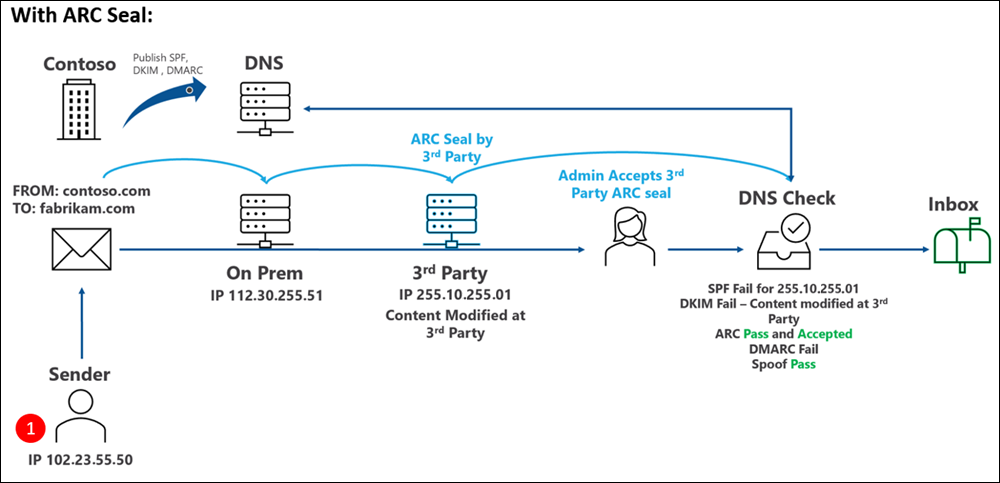 With ARC Seal:
Contoso
Publish SPF,
DKIM , DMARC
DNS
ARC Seal by
3rd Party
Admin Accepts 3rd
Party ARC seal
FROM: contoso.com
TO: fabrikam.com
DNS Check
Inbox
On Prem
IP 112.30.255.51
3rd Party
IP 255.10.255.01
Content Modified at
3rd Party
SPF Fail for 255.10.255.01
DKIM Fail – Content modified at 3rd
Party
ARC Pass and Accepted
DMARC Fail
Spoof Pass
Sender
1
IP 102.23.55.50